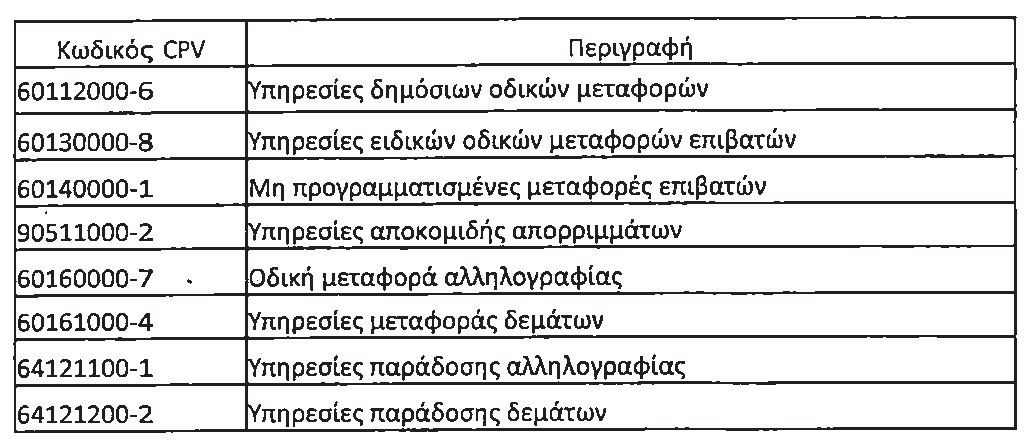 Κωδικός CPV Περιγραφή
60112000-6 Υπηρεσίες δημόσιων οδικών μεταφορών
60130000-8 Υπηρεσίες ειδικών οδικών μεταφορών επιβατών
60140000-1 Μη προγραμματισμένες μεταφορές επιβατών
90511000-2 Υπηρεσίες αποκομιδής απορριμμάτων
60160000-7 Οδική μεταφορά αλληλογραφίας
60161000-4 Υπηρεσίες μεταφοράς δεμάτων
64121100-1 Υπηρεσίες παράδοσης αλληλογραφίας
64121200-2 Υπηρεσίες παράδοσης δεμάτων